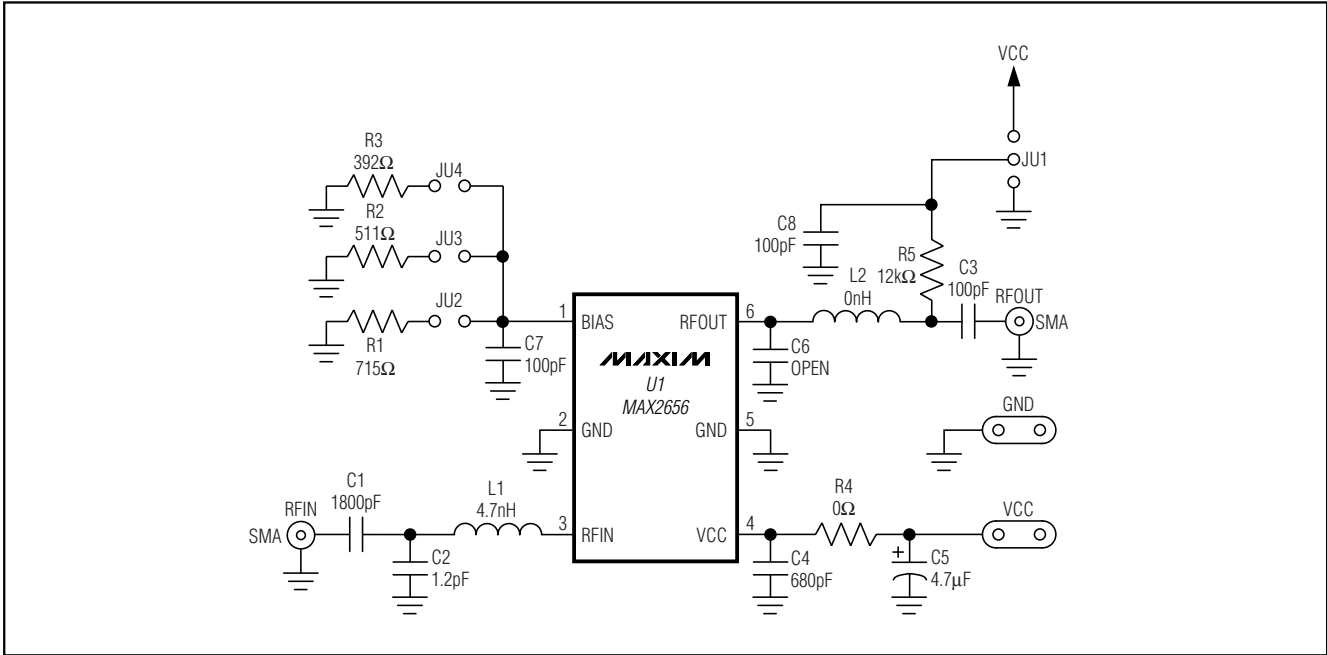 VCC
JU1
R3
392Ω
JU4
R2
511Ω
JU3
R1
715Ω
JU2
C7
100pF
C8
100pF
R5
12kΩ
L2
0nH
C3
100pF
RFOUT
SMA
C6
OPEN
1
BIAS
RFOUT
6
MAXIM
U1
MAX2656
2
GND
GND
5
3
RFIN
VCC
4
GND
SMA
RFIN
C1
1800pF
C2
1.2pF
L1
4.7nH
C4
680pF
R4
0Ω
+
C5
4.7µF
VCC